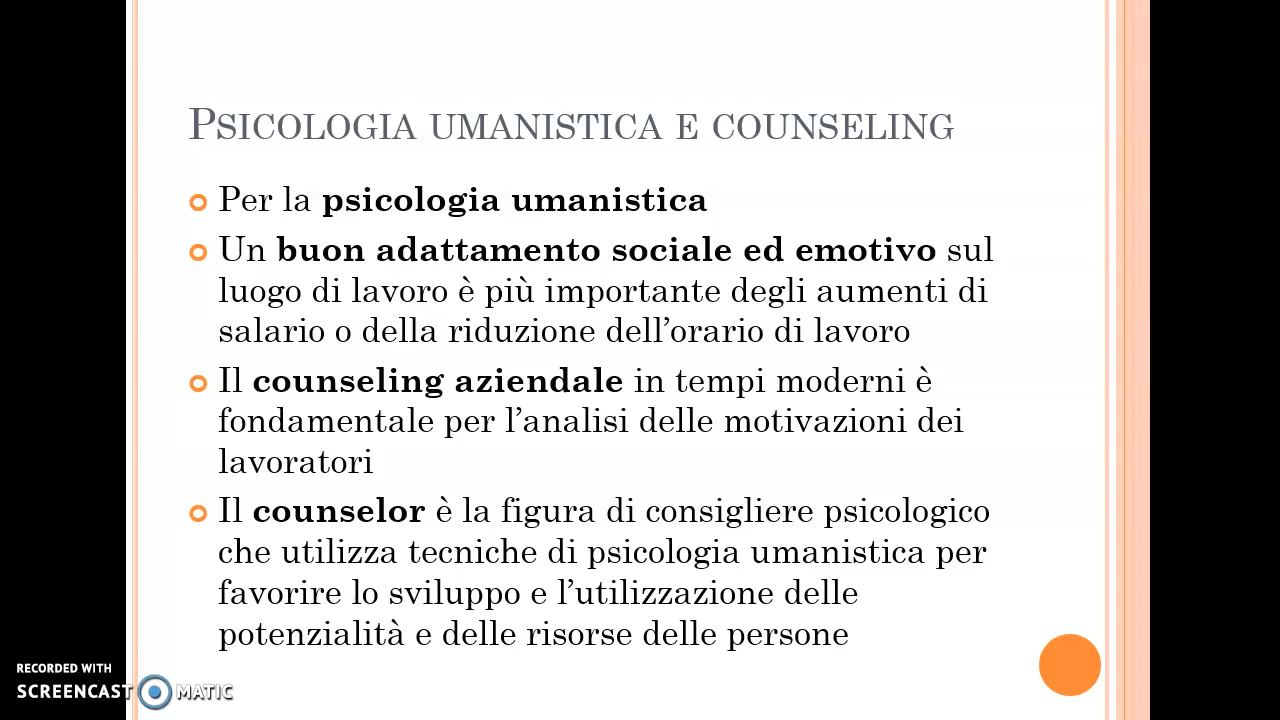 Psicologia umanistica e counseling
Per la psicologia umanistica
Un buon adattamento sociale ed emotivo sul
luogo di lavoro è più importante degli aumenti di
salario o della riduzione dell’orario di lavoro
Il counseling aziendale in tempi moderni è
fondamentale per l’analisi delle motivazioni dei
lavoratori
Il counselor è la figura di consigliere psicologico
che utilizza tecniche di psicologia umanistica per
favorire lo sviluppo e l’utilizzazione delle
potenzialità e delle risorse delle persone
RECORDED WITH
SCREENCAST MATIC